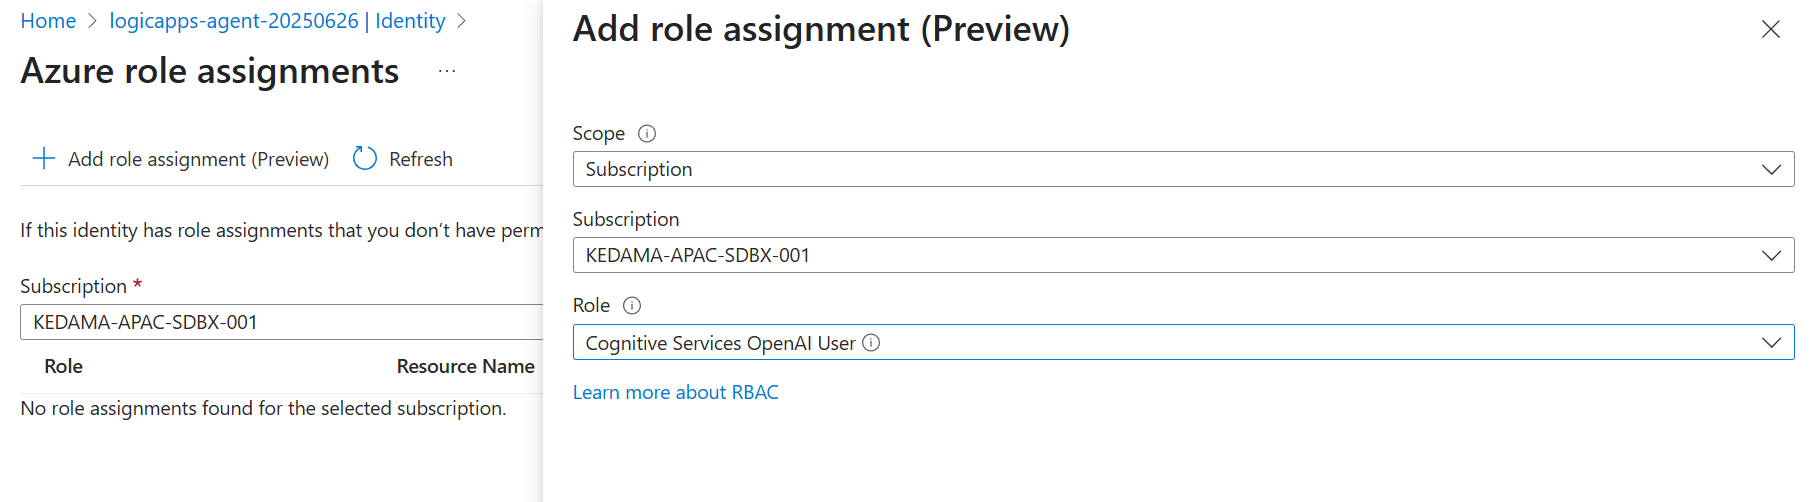 Home > logicapps-agent-20250626 | Identity >
Azure role assignments ...
Add role assignment (Preview) Refresh
If this identity has role assignments that you don't have perm
Subscription *
KEDAMA-APAC-SDBX-001
Role Resource Name
No role assignments found for the selected subscription.
Add role assignment (Preview)
Scope
Subscription
Subscription
KEDAMA-APAC-SDBX-001
Role
Cognitive Services OpenAI User
Learn more about RBAC